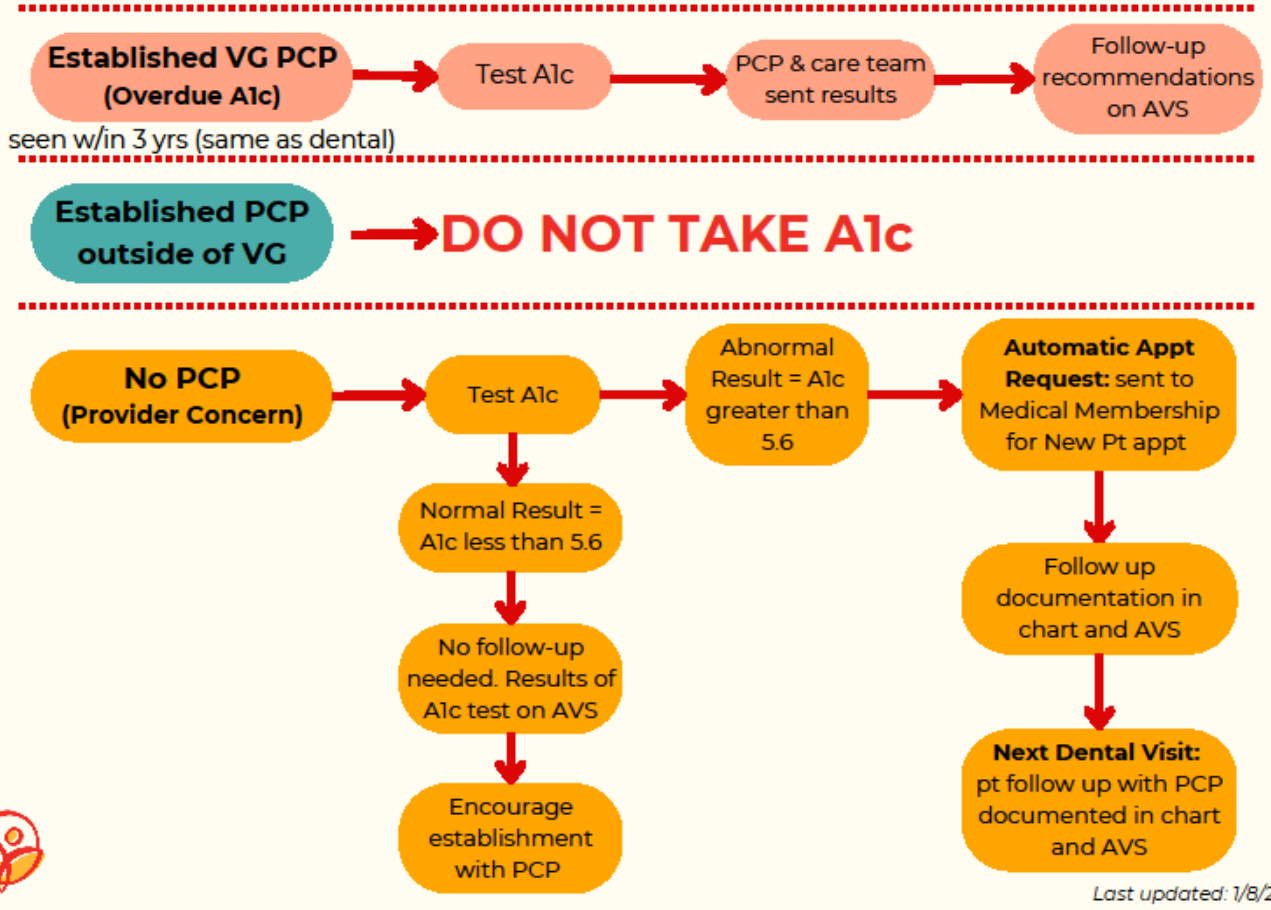 Established VG PCP
(Overdue A1c)
seen w/in 3 yrs (same as dental)
Test A1c
PCP & care team
sent results
Follow-up
recommendations
on AVS
Established PCP
outside of VG
DO NOT TAKE A1c
No PCP
(Provider Concern)
Test A1c
Abnormal
Result = A1c
greater than
5.6
Automatic Appt
Request: sent to
Medical Membership
for New Pt appt
Normal Result =
A1c less than 5.6
No follow-up
needed. Results of
A1c test on AVS
Encourage
establishment
with PCP
Follow up
documentation in
chart and AVS
Next Dental Visit:
pt follow up with PCP
documented in chart
and AVS
Last updated: 1/8/2